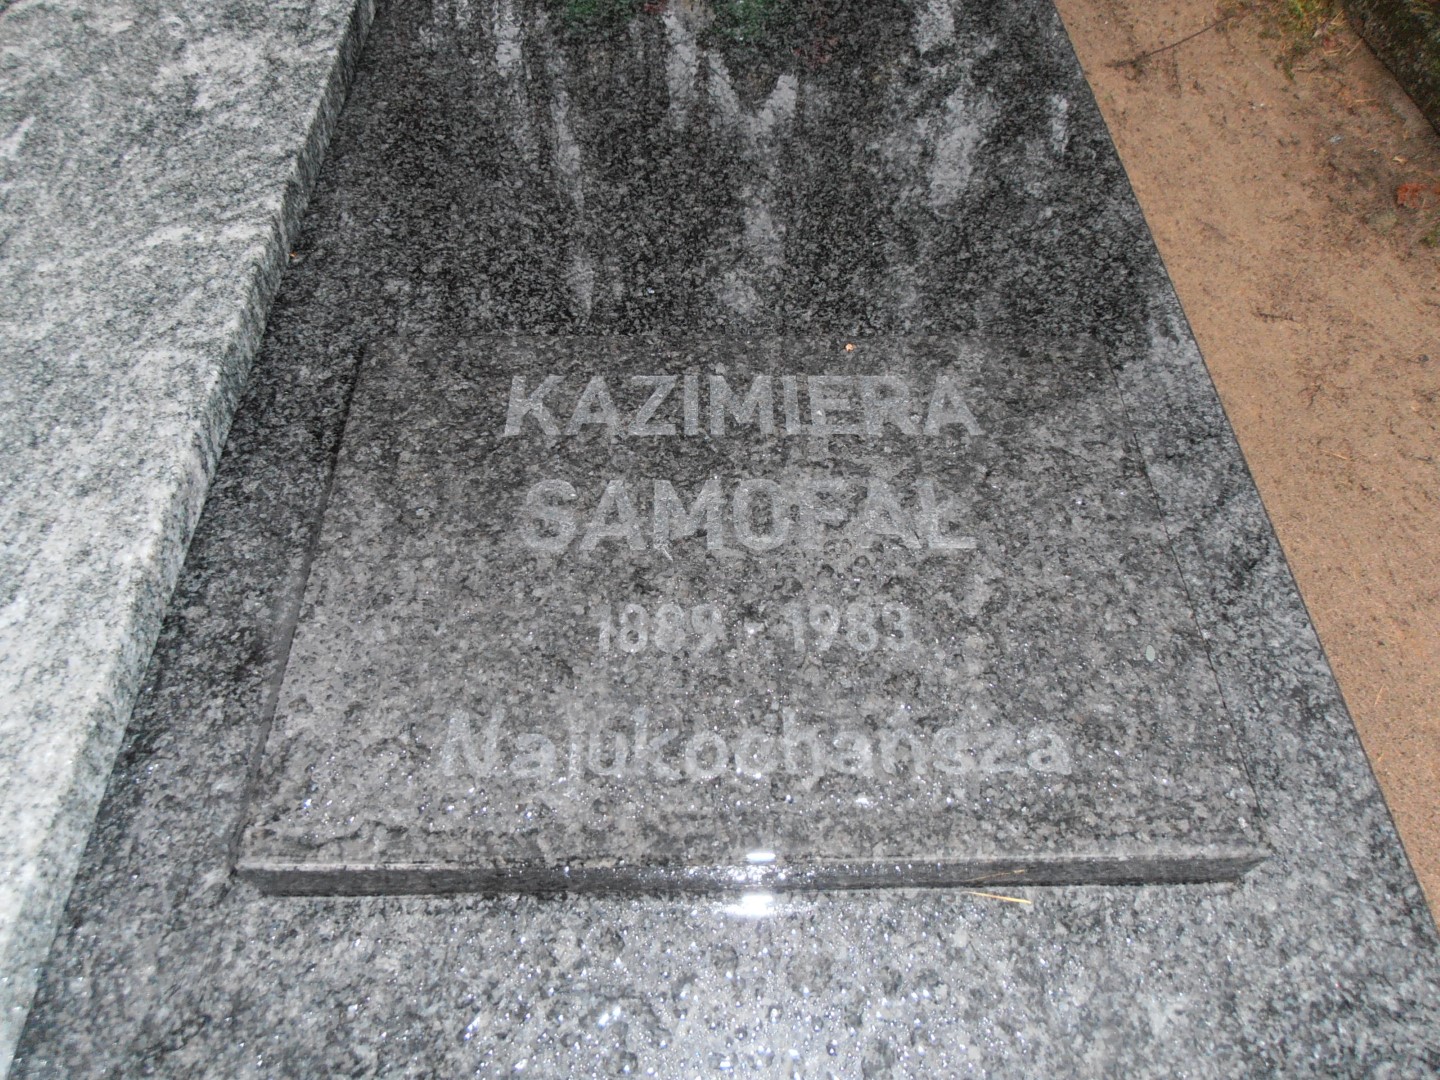 KAZIMIERA
SAMOFAŁ
1889 - 1983
Najukochańsza